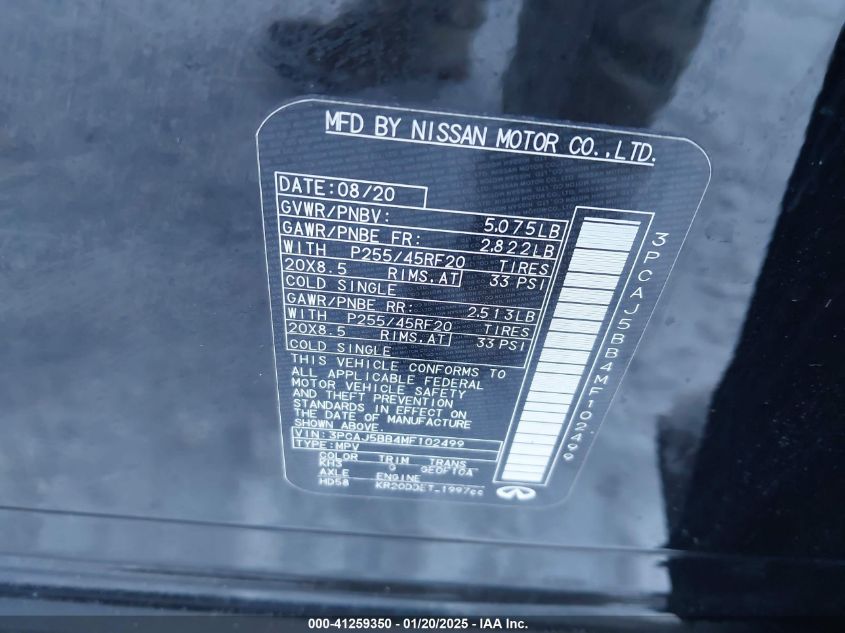 MFD BY NISSAN MOTOR CO.,LTD.
DATE:08/20
GVWR/PNBV: 5.075LB
GAWR/PNBE FR: 2.822LB
WITH P255/45RF20 TIRES
20X8.5 RIMS.AT 33 PSI
COLD SINGLE
GAWR/PNBE RR: 2.513LB
WITH P255/45RF20 TIRES
20X8.5 RIMS.AT 33 PSI
COLD SINGLE
THIS VEHICLE CONFORMS TO
ALL APPLICABLE FEDERAL
MOTOR VEHICLE SAFETY
AND THEFT PREVENTION
STANDARDS IN EFFECT ON
THE DATE OF MANUFACTURE
SHOWN ABOVE.
VIN: 3PCAJ5BB4MF102499
TYPE:MPV
COLOR TRIM TRANS
KH3 G GE0F10A
AXLE ENGINE
HD58 KR20DDET 1997cc
3PCAJ5BB4MF102499
000-41259350 - 01/20/2025 - IAA Inc.